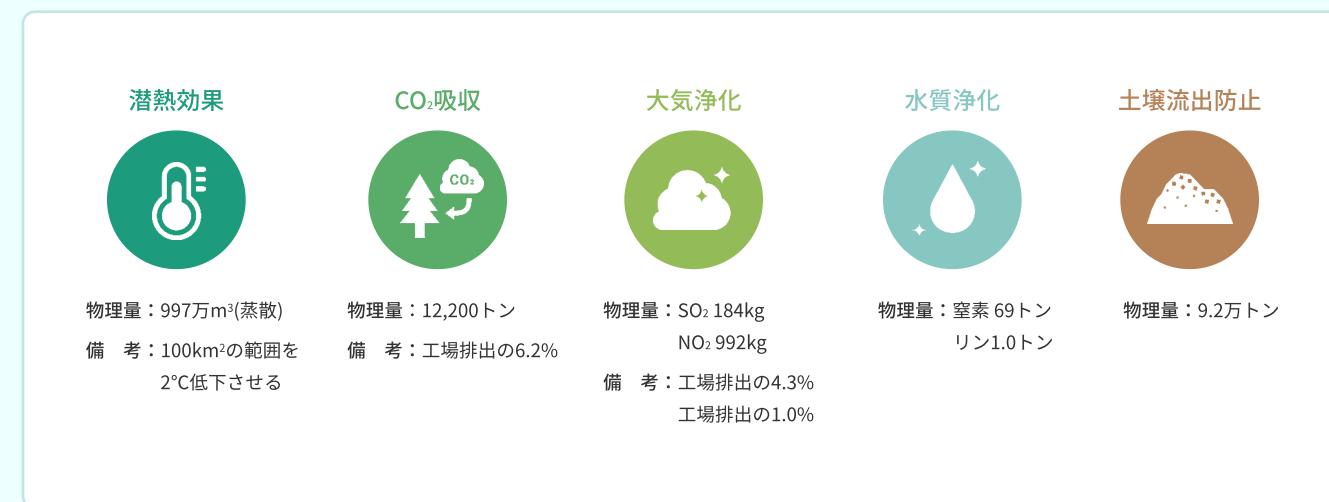 潜熱効果
物理量：997万m³(蒸散)
備　考：100km²の範囲を
2℃低下させる
CO₂吸収
CO₂
物理量：12,200トン
備　考：工場排出の6.2%
大気浄化
物理量：SO₂ 184kg
NO₂ 992kg
備　考：工場排出の4.3%
工場排出の1.0%
水質浄化
物理量：窒素 69トン
リン1.0トン
土壌流出防止
物理量：9.2万トン